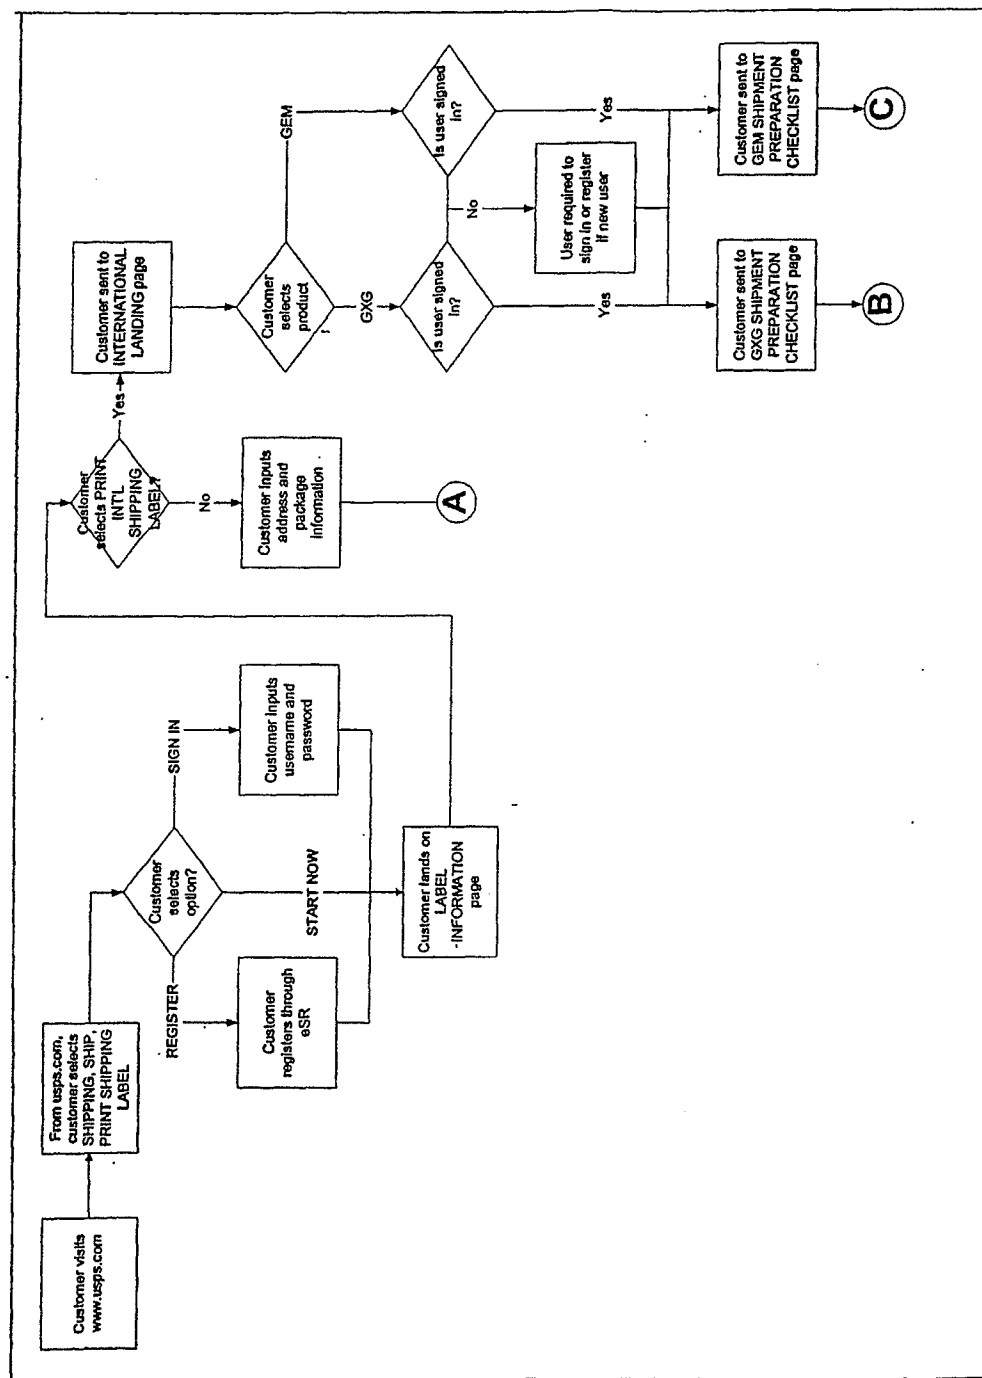 Customer visits
www.usps.com
From usps.com,
customer selects
SHIPPING, SHIP,
PRINT SHIPPING
LABEL
Customer
selects
option?
REGISTER
SIGN IN
START NOW
Customer
registers through
eSR
Customer inputs
username and
password
Customer lands on
LABEL
-INFORMATION
page
Customer
selects PRINT
INT'L
SHIPPING
LABEL?
Yes
No
Customer inputs
address and
package
information
A
Customer sent to
INTERNATIONAL
LANDING page
Customer
selects
product
GXG
GEM
Is user signed
in?
Is user signed
in?
No
User required to
sign in or register
if new user
Yes
Yes
Customer sent to
GXG SHIPMENT
PREPARATION
CHECKLIST page
Customer sent to
GEM SHIPMENT
PREPARATION
CHECKLIST page
B
C